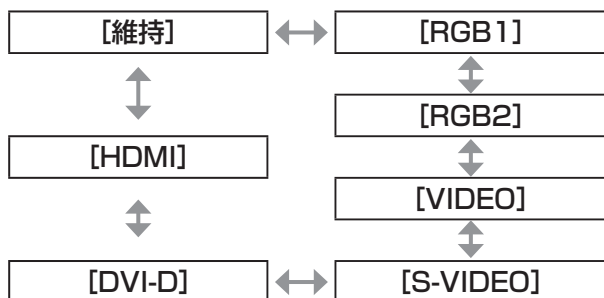 [維持]
[RGB1]
[RGB2]
[HDMI]
[VIDEO]
[DVI-D]
[S-VIDEO]